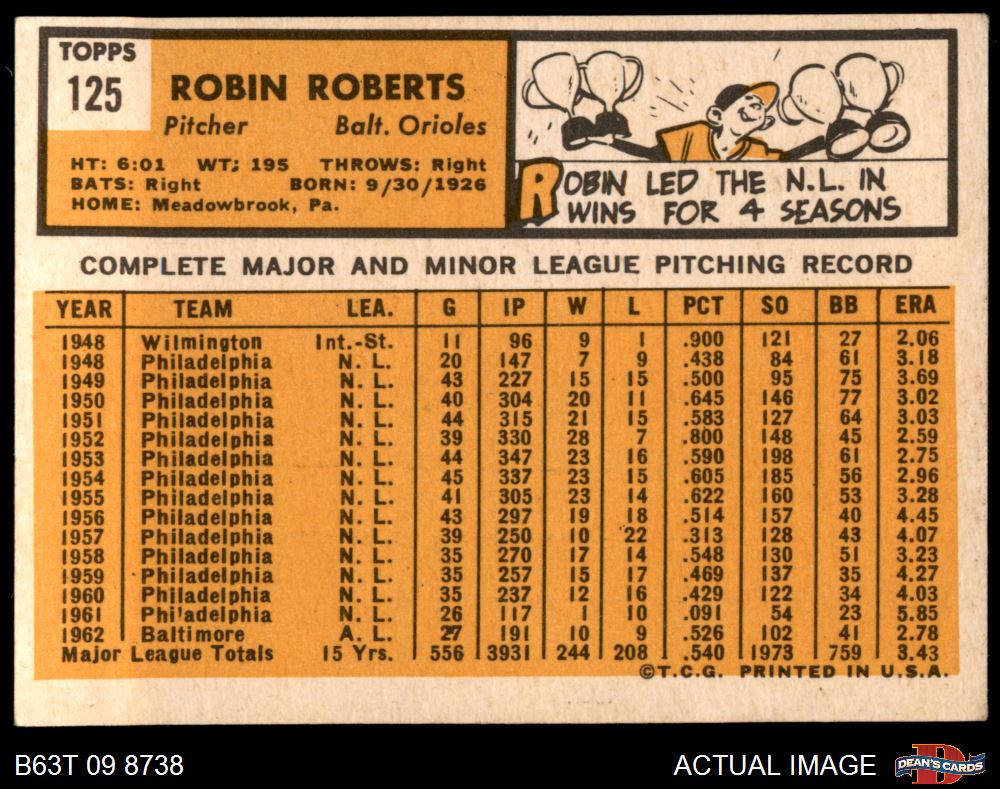 TOPPS
125
ROBIN ROBERTS
Pitcher Balt. Orioles
HT: 6:01 WT: 195 THROWS: Right
BATS: Right BORN: 9/30/1926
HOME: Meadowbrook, Pa.
ROBIN LED THE N.L. IN
WINS FOR 4 SEASONS
COMPLETE MAJOR AND MINOR LEAGUE PITCHING RECORD
YEAR TEAM LEA. G IP W L PCT SO BB ERA
1948 Wilmington Int.-St. 11 96 9 1 .900 121 27 2.06
1948 Philadelphia N. L. 20 147 7 9 .438 84 61 3.18
1949 Philadelphia N. L. 43 227 15 15 .500 95 75 3.69
1950 Philadelphia N. L. 40 304 20 11 .645 146 77 3.02
1951 Philadelphia N. L. 44 315 21 15 .583 127 64 3.03
1952 Philadelphia N. L. 39 330 28 7 .800 148 45 2.59
1953 Philadelphia N. L. 44 347 23 16 .590 198 61 2.75
1954 Philadelphia N. L. 45 337 23 15 .605 185 56 2.96
1955 Philadelphia N. L. 41 305 23 14 .622 160 53 3.28
1956 Philadelphia N. L. 43 297 19 18 .514 157 40 4.45
1957 Philadelphia N. L. 39 250 10 22 .313 128 43 4.07
1958 Philadelphia N. L. 35 270 17 14 .548 130 51 3.23
1959 Philadelphia N. L. 35 257 15 17 .469 137 35 4.27
1960 Philadelphia N. L. 35 237 12 16 .429 122 34 4.03
1961 Philadelphia N. L. 26 117 1 10 .091 54 23 5.85
1962 Baltimore A. L. 27 191 10 9 .526 102 41 2.78
Major League Totals 15 Yrs. 556 3931 244 208 .540 1973 759 3.43
©T.C.G. PRINTED IN U.S.A.
B63T 09 8738 ACTUAL IMAGE DEAN'S CARDS